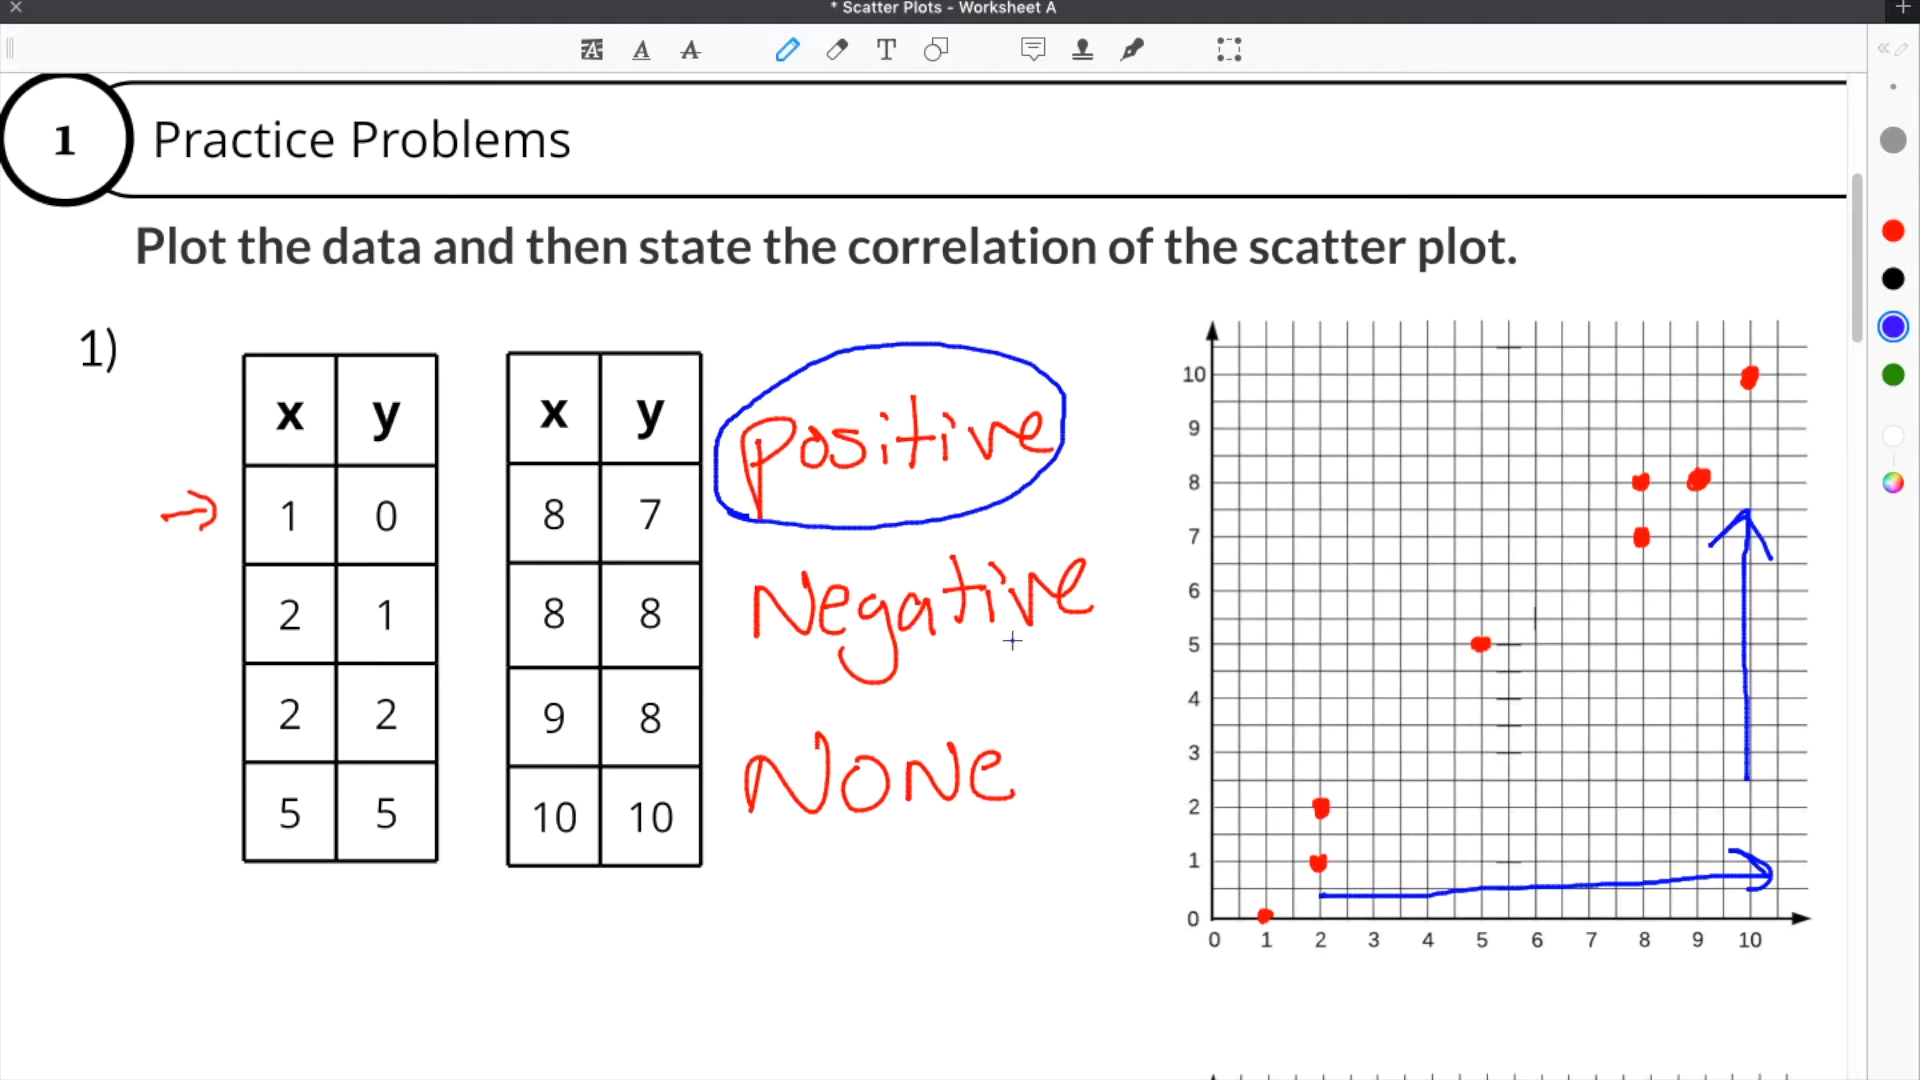 * Scatter Plots - Worksheet A
A A A T
1 Practice Problems
Plot the data and then state the correlation of the scatter plot.
1)
x y
1 0
2 1
2 2
5 5
x y
8 7
8 8
9 8
10 10
Positive
Negative
None
10
9
8
7
6
5
4
3
2
1
0
0 1 2 3 4 5 6 7 8 9 10